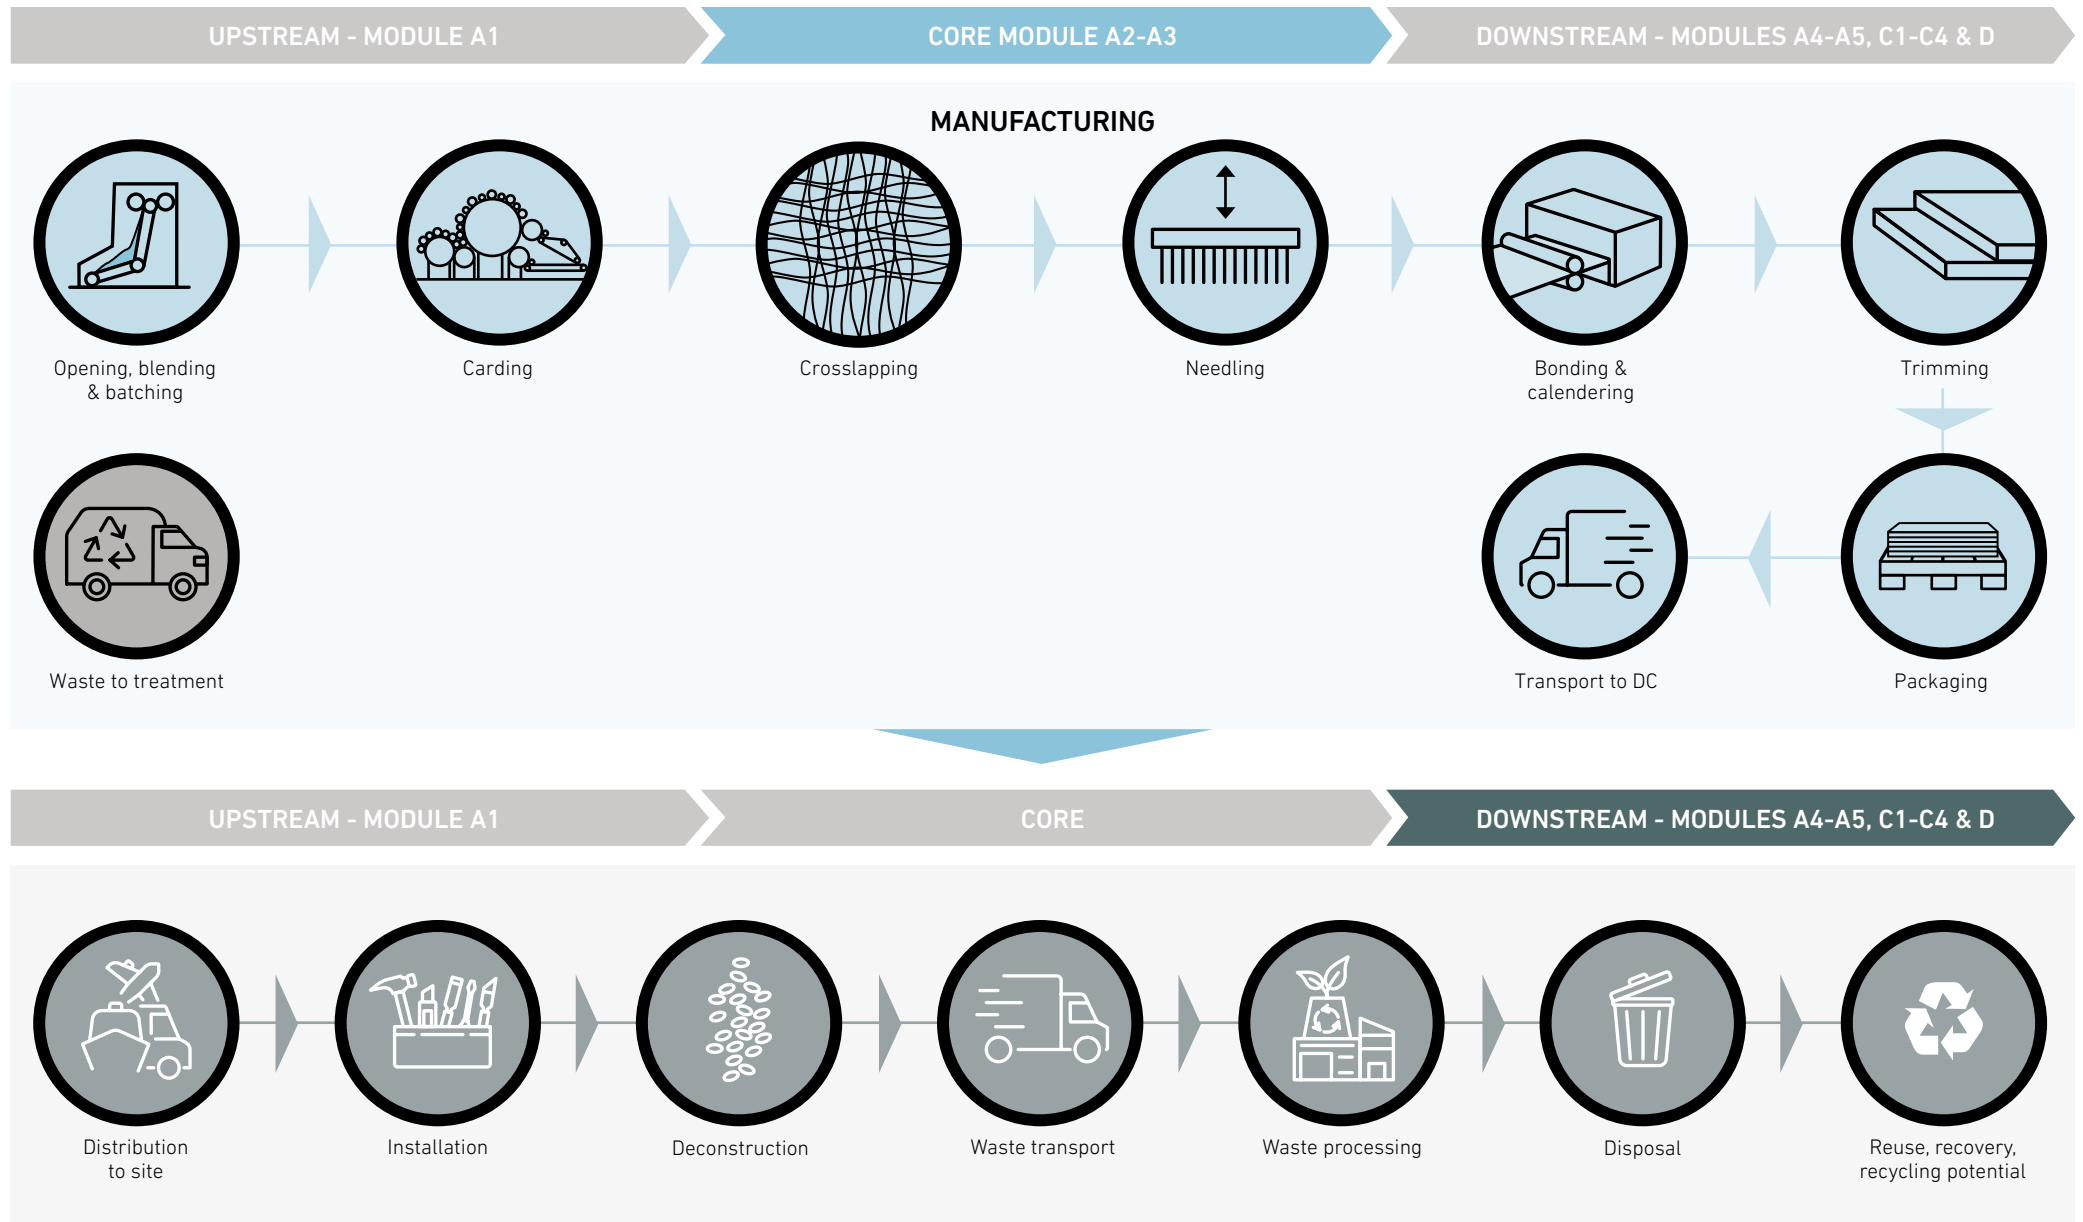 UPSTREAM - MODULE A1
CORE MODULE A2-A3
DOWNSTREAM - MODULES A4-A5, C1-C4 & D
MANUFACTURING
Opening, blending
& batching
Carding
Crosslapping
Needling
Bonding &
calendering
Trimming
Waste to treatment
Transport to DC
Packaging
UPSTREAM - MODULE A1
CORE
DOWNSTREAM - MODULES A4-A5, C1-C4 & D
Distribution
to site
Installation
Deconstruction
Waste transport
Waste processing
Disposal
Reuse, recovery,
recycling potential